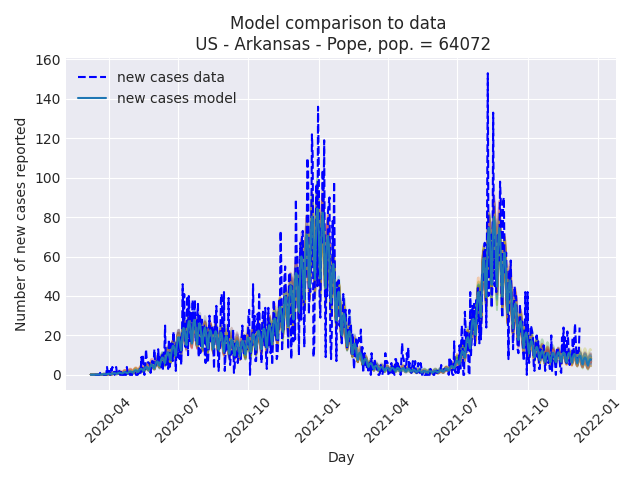 Model comparison to data
US - Arkansas - Pope, pop. = 64072
new cases data
new cases model
Number of new cases reported
160
140
120
100
80
60
40
20
0
2020-04
2020-07
2020-10
2021-01
2021-04
2021-07
2021-10
2022-01
Day